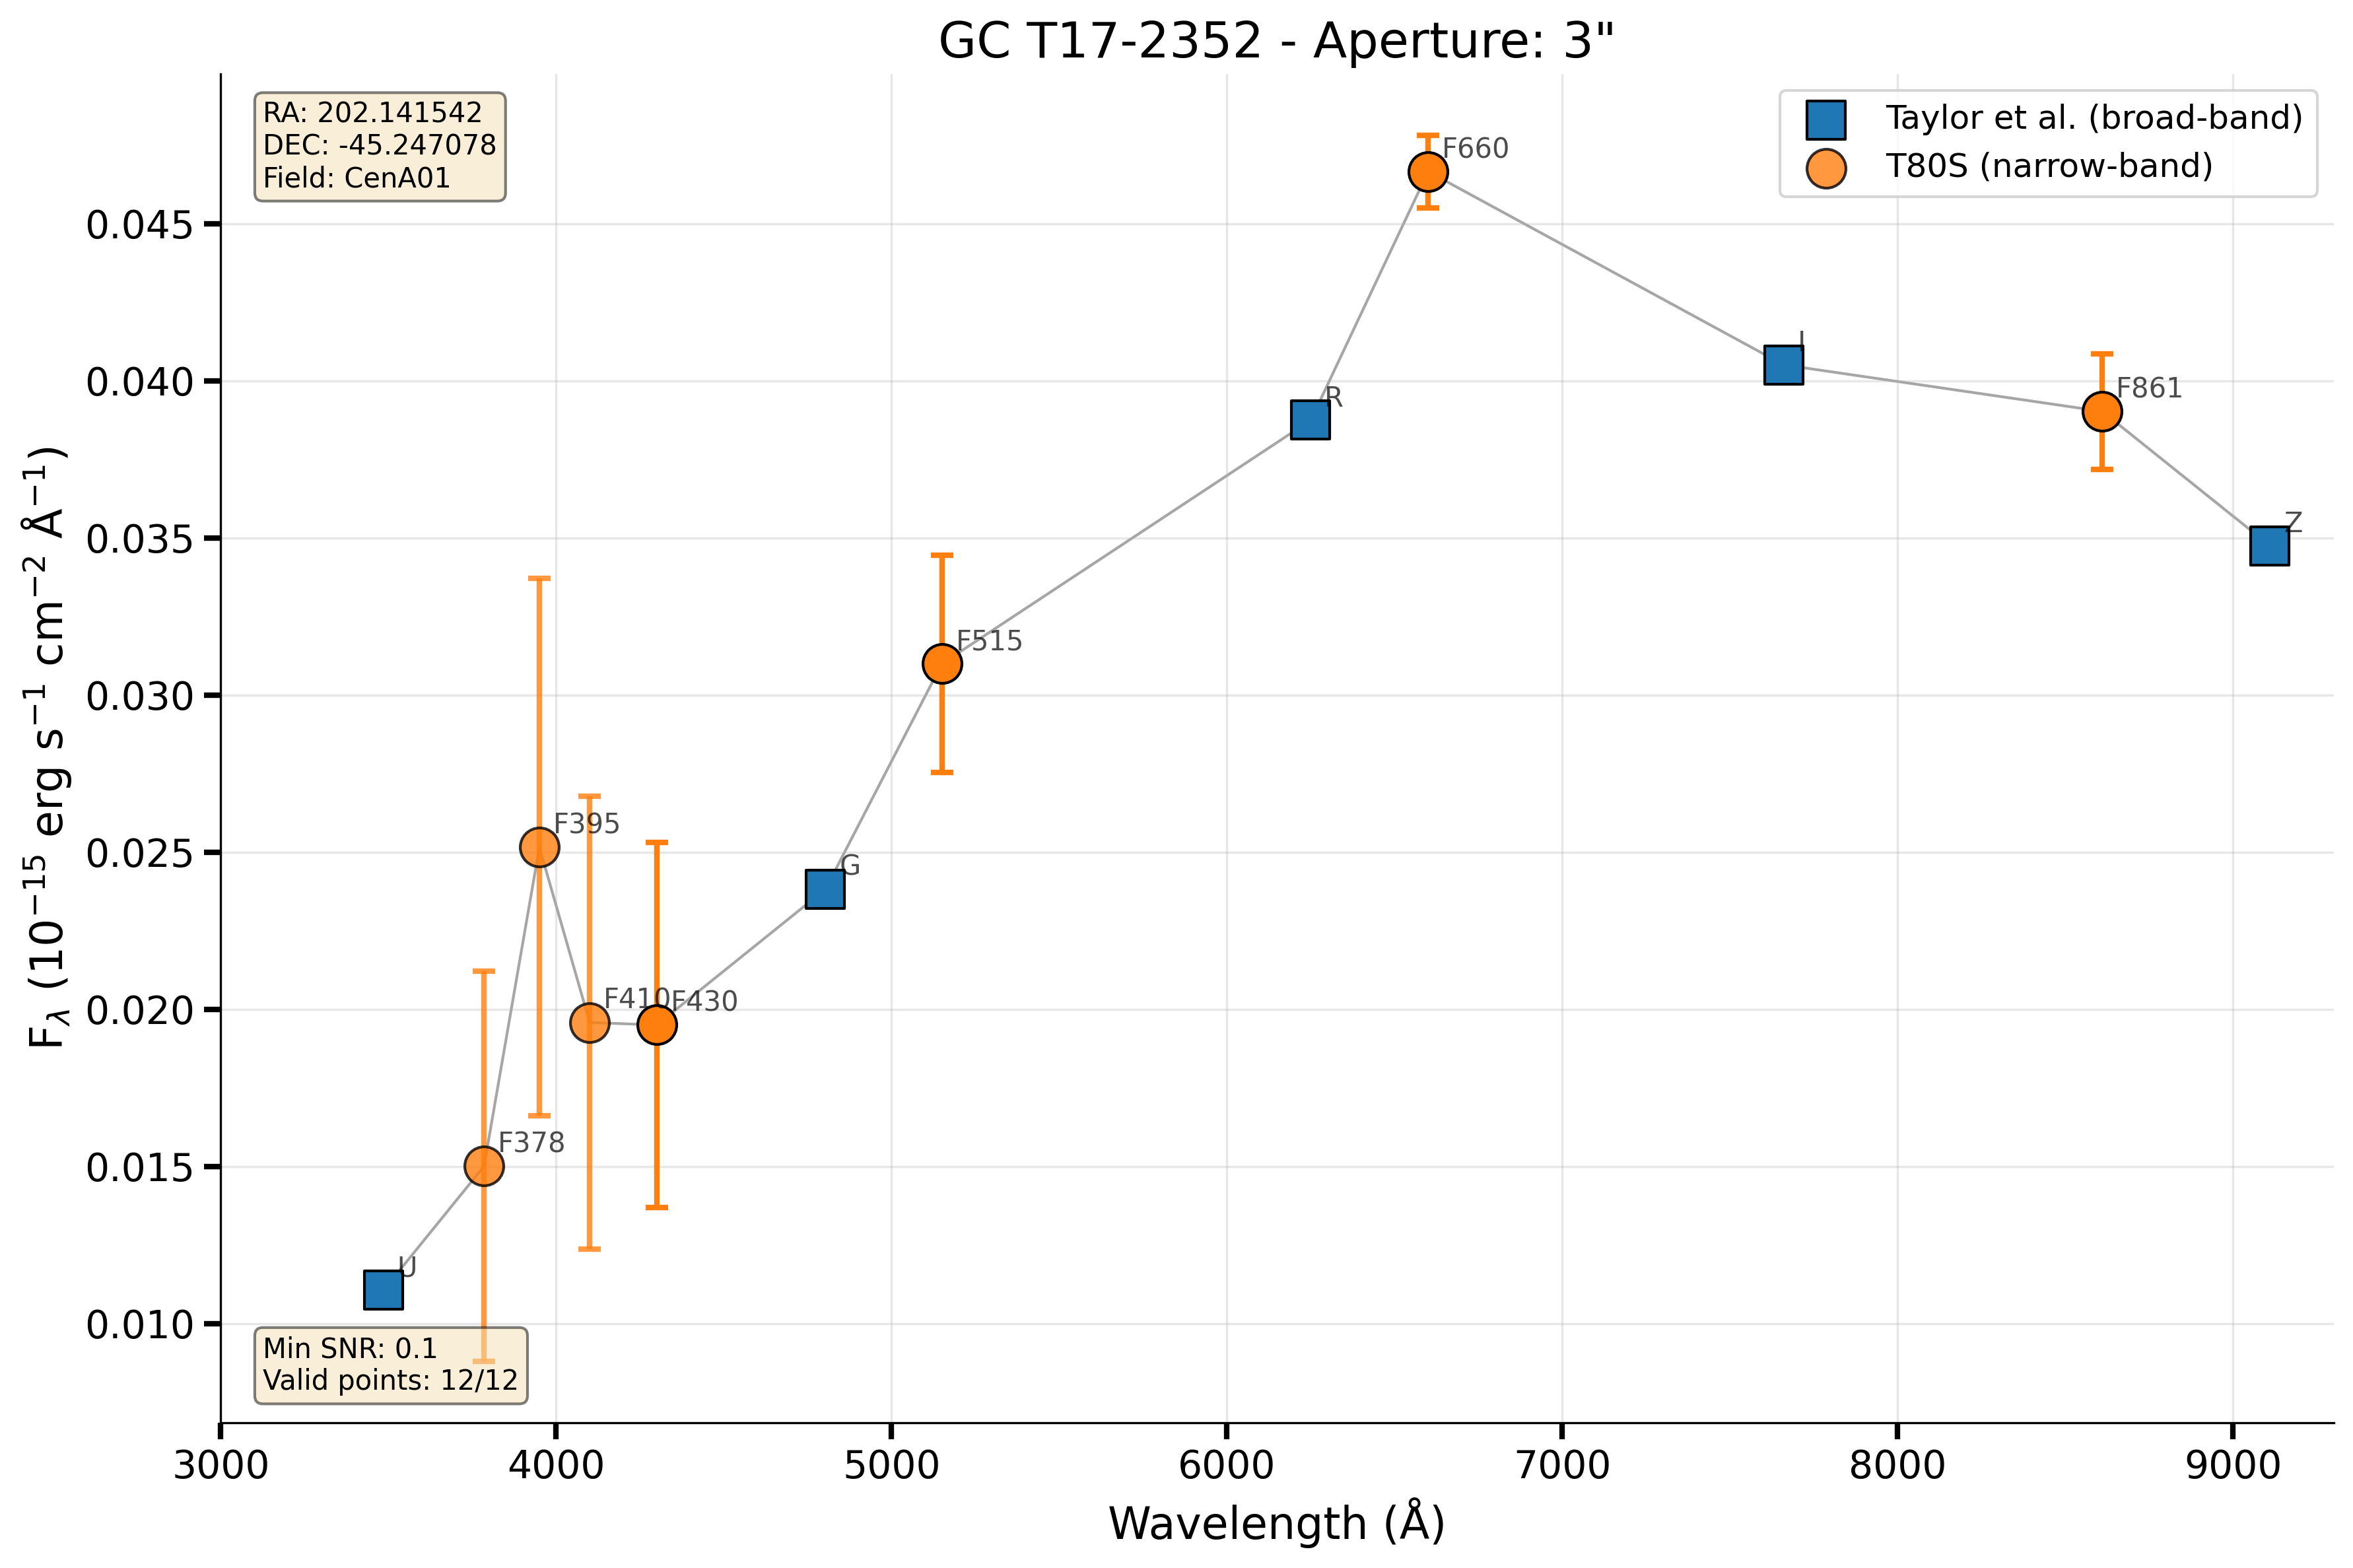 GC T17-2352 - Aperture: 3"
RA: 202.141542
DEC: -45.247078
Field: CenA01
Taylor et al. (broad-band)
T80S (narrow-band)
F660
I
F861
R
Z
F515
F395
G
F410
F430
F378
U
Min SNR: 0.1
Valid points: 12/12
0.045
0.040
0.035
0.030
0.025
0.020
0.015
0.010
F$_{λ}$ (10$^{−15}$ erg s$^{−1}$ cm$^{−2}$ Å$^{−1}$)
3000 4000 5000 6000 7000 8000 9000
Wavelength (Å)